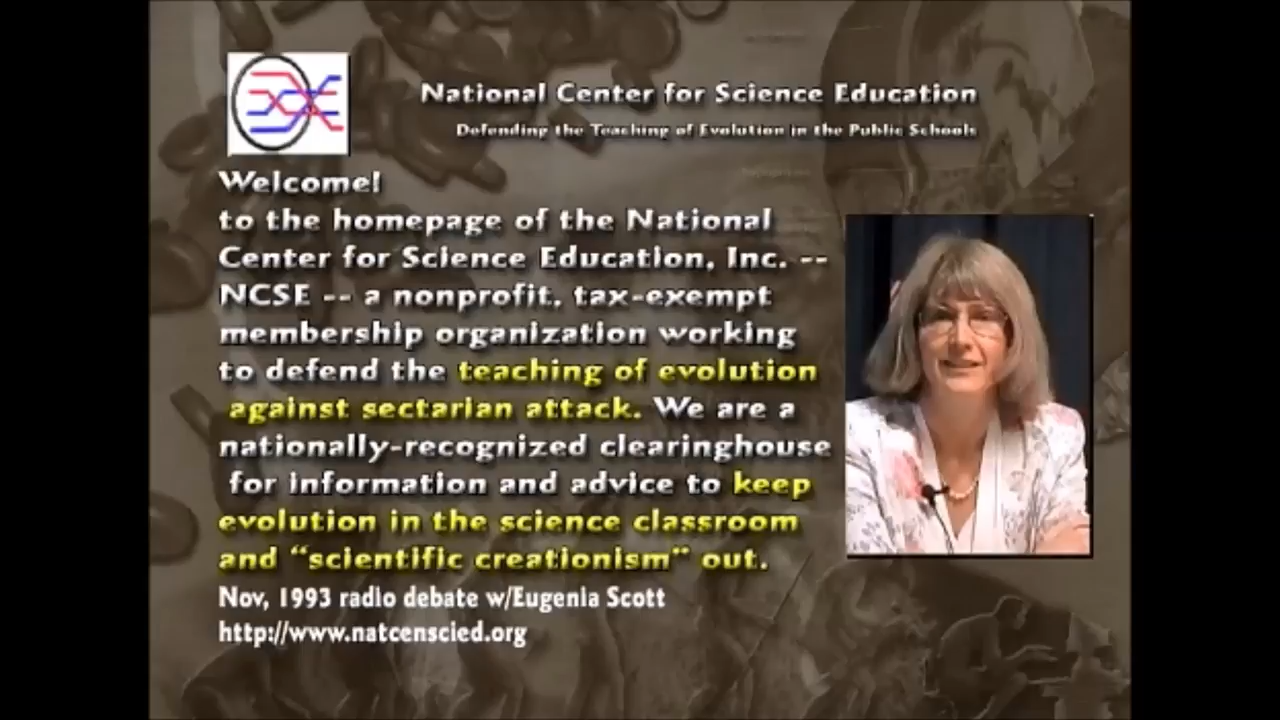 National Center for Science Education
Defending the Teaching of Evolution in the Public Schools
Welcome!
to the homepage of the National
Center for Science Education, Inc. --
NCSE -- a nonprofit, tax-exempt
membership organization working
to defend the teaching of evolution
against sectarian attack. We are a
nationally-recognized clearinghouse
for information and advice to keep
evolution in the science classroom
and “scientific creationism” out.
Nov, 1993 radio debate w/Eugenia Scott
http://www.natcenscied.org